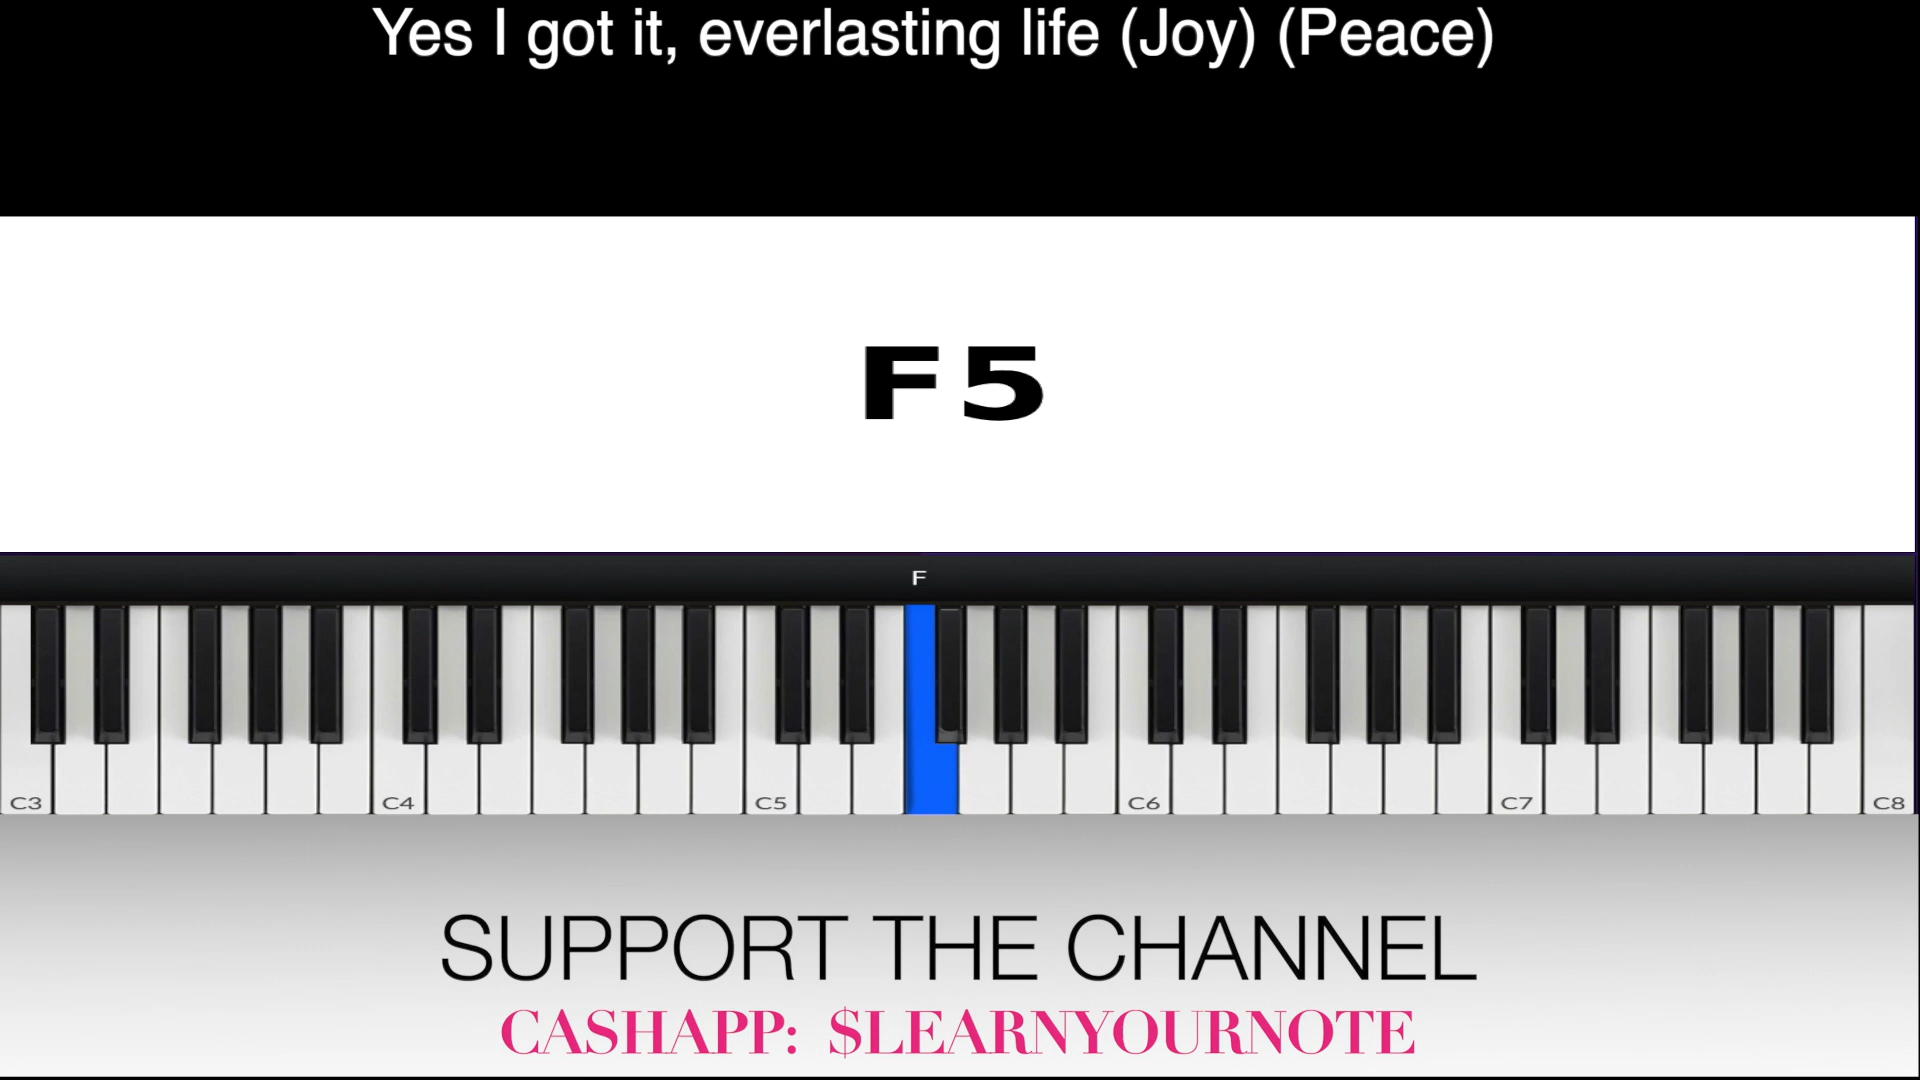 Yes I got it, everlasting life (Joy) (Peace)
F5
F
C3 C4 C5 C6 C7 C8
SUPPORT THE CHANNEL
CASHAPP: $LEARNYOURNOTE